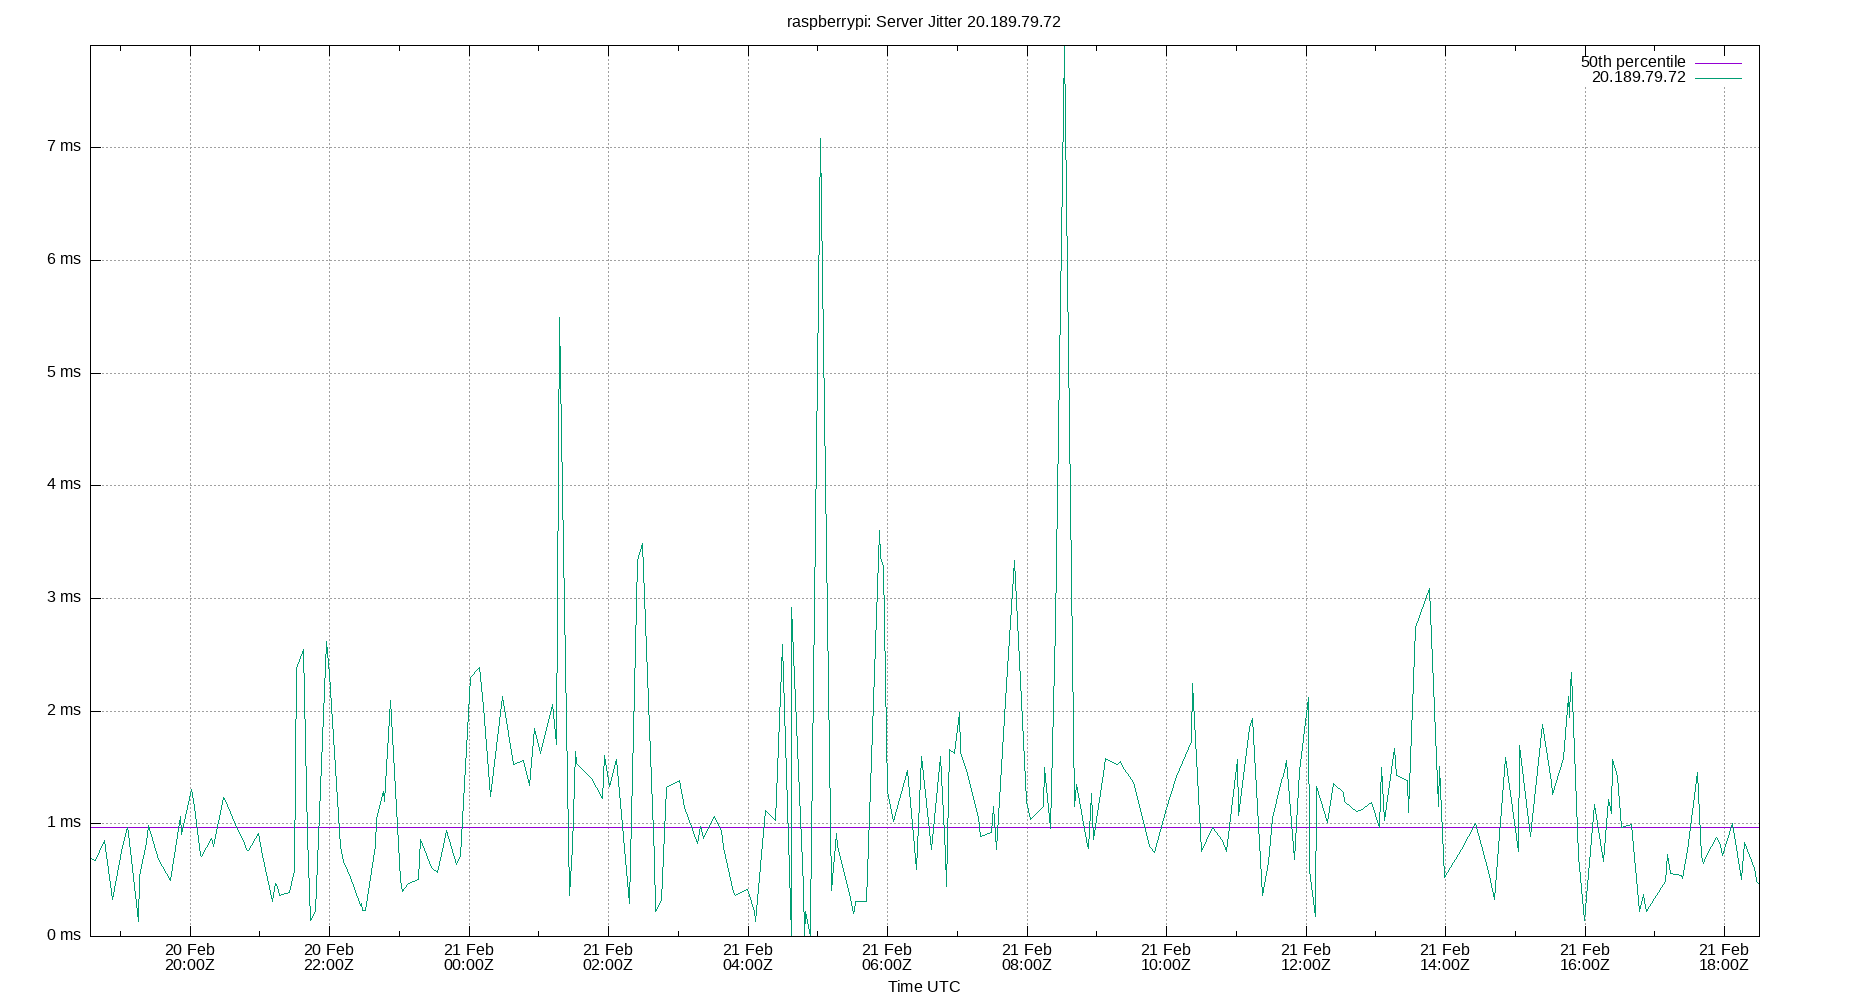 raspberrypi: Server Jitter 20.189.79.72
50th percentile
20.189.79.72
7 ms
6 ms
5 ms
4 ms
3 ms
2 ms
1 ms
0 ms
20 Feb 20 Feb 21 Feb 21 Feb 21 Feb 21 Feb 21 Feb 21 Feb 21 Feb 21 Feb 21 Feb 21 Feb
20:00Z 22:00Z 00:00Z 02:00Z 04:00Z 06:00Z 08:00Z 10:00Z 12:00Z 14:00Z 16:00Z 18:00Z
Time UTC